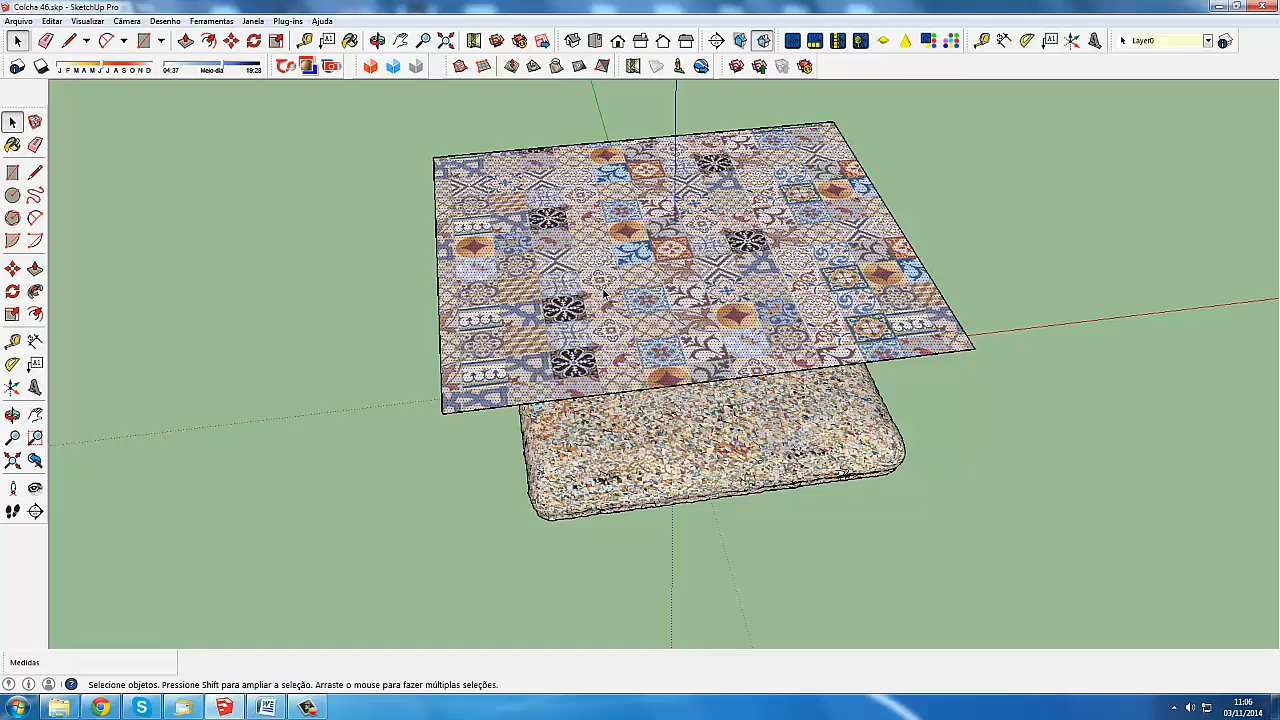 Colcha 46.skp - SketchUp Pro
Arquivo Editar Visualizar Câmera Desenho Ferramentas Janela Plug-ins Ajuda
Layer0
J F M A M J J A S O N D 04:37 Meio-dia 19:28
Medidas
Selecione objetos. Pressione Shift para ampliar a seleção. Arraste o mouse para fazer múltiplas seleções.
11:06
03/11/2014